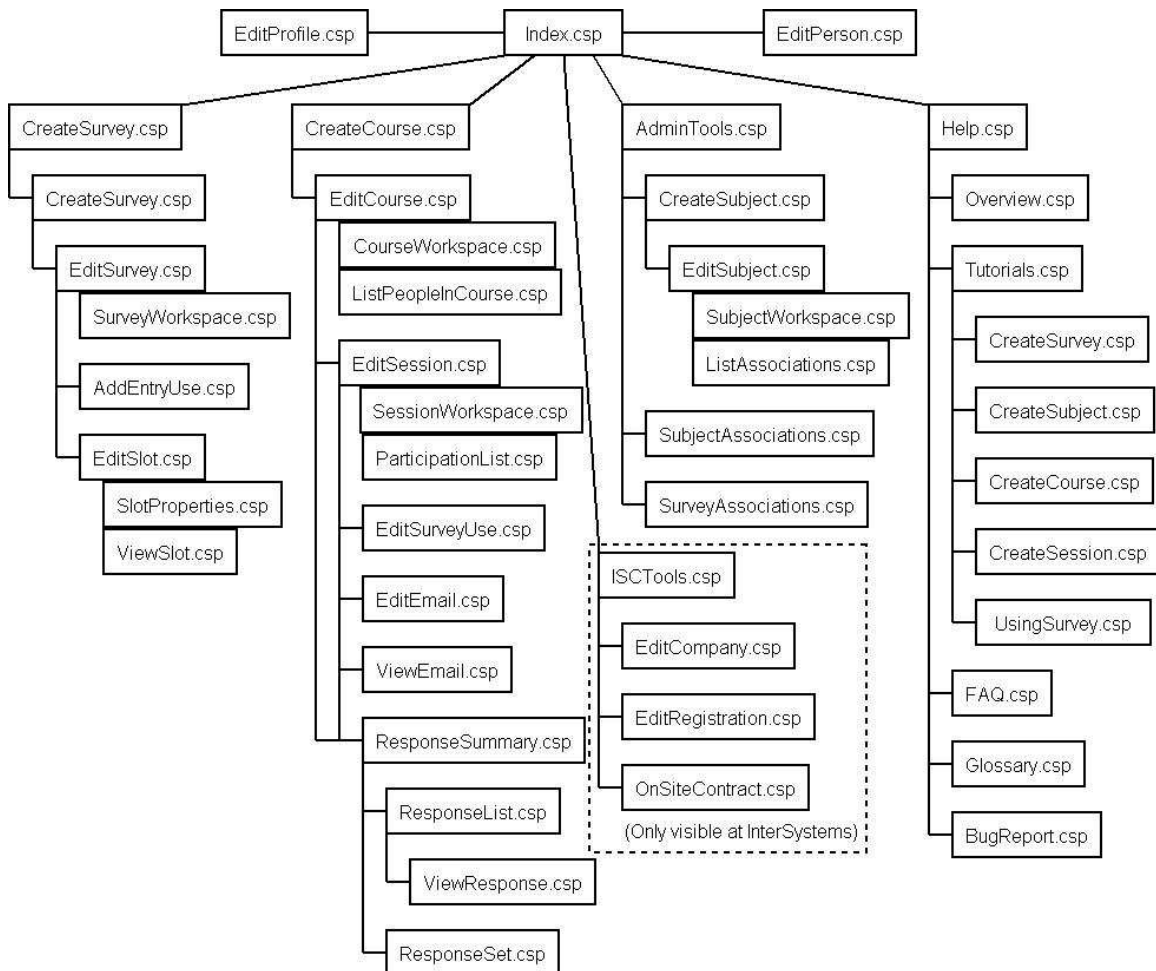 EditProfile.csp
Index.csp
EditPerson.csp
CreateSurvey.csp
CreateSurvey.csp
EditSurvey.csp
SurveyWorkspace.csp
AddEntryUse.csp
EditSlot.csp
SlotProperties.csp
ViewSlot.csp
CreateCourse.csp
EditCourse.csp
CourseWorkspace.csp
ListPeopleInCourse.csp
EditSession.csp
SessionWorkspace.csp
ParticipationList.csp
EditSurveyUse.csp
EditEmail.csp
ViewEmail.csp
ResponseSummary.csp
ResponseList.csp
ViewResponse.csp
ResponseSet.csp
AdminTools.csp
CreateSubject.csp
EditSubject.csp
SubjectWorkspace.csp
ListAssociations.csp
SubjectAssociations.csp
SurveyAssociations.csp
ISCTools.csp
EditCompany.csp
EditRegistration.csp
OnSiteContract.csp
(Only visible at InterSystems)
Help.csp
Overview.csp
Tutorials.csp
CreateSurvey.csp
CreateSubject.csp
CreateCourse.csp
CreateSession.csp
UsingSurvey.csp
FAQ.csp
Glossary.csp
BugReport.csp